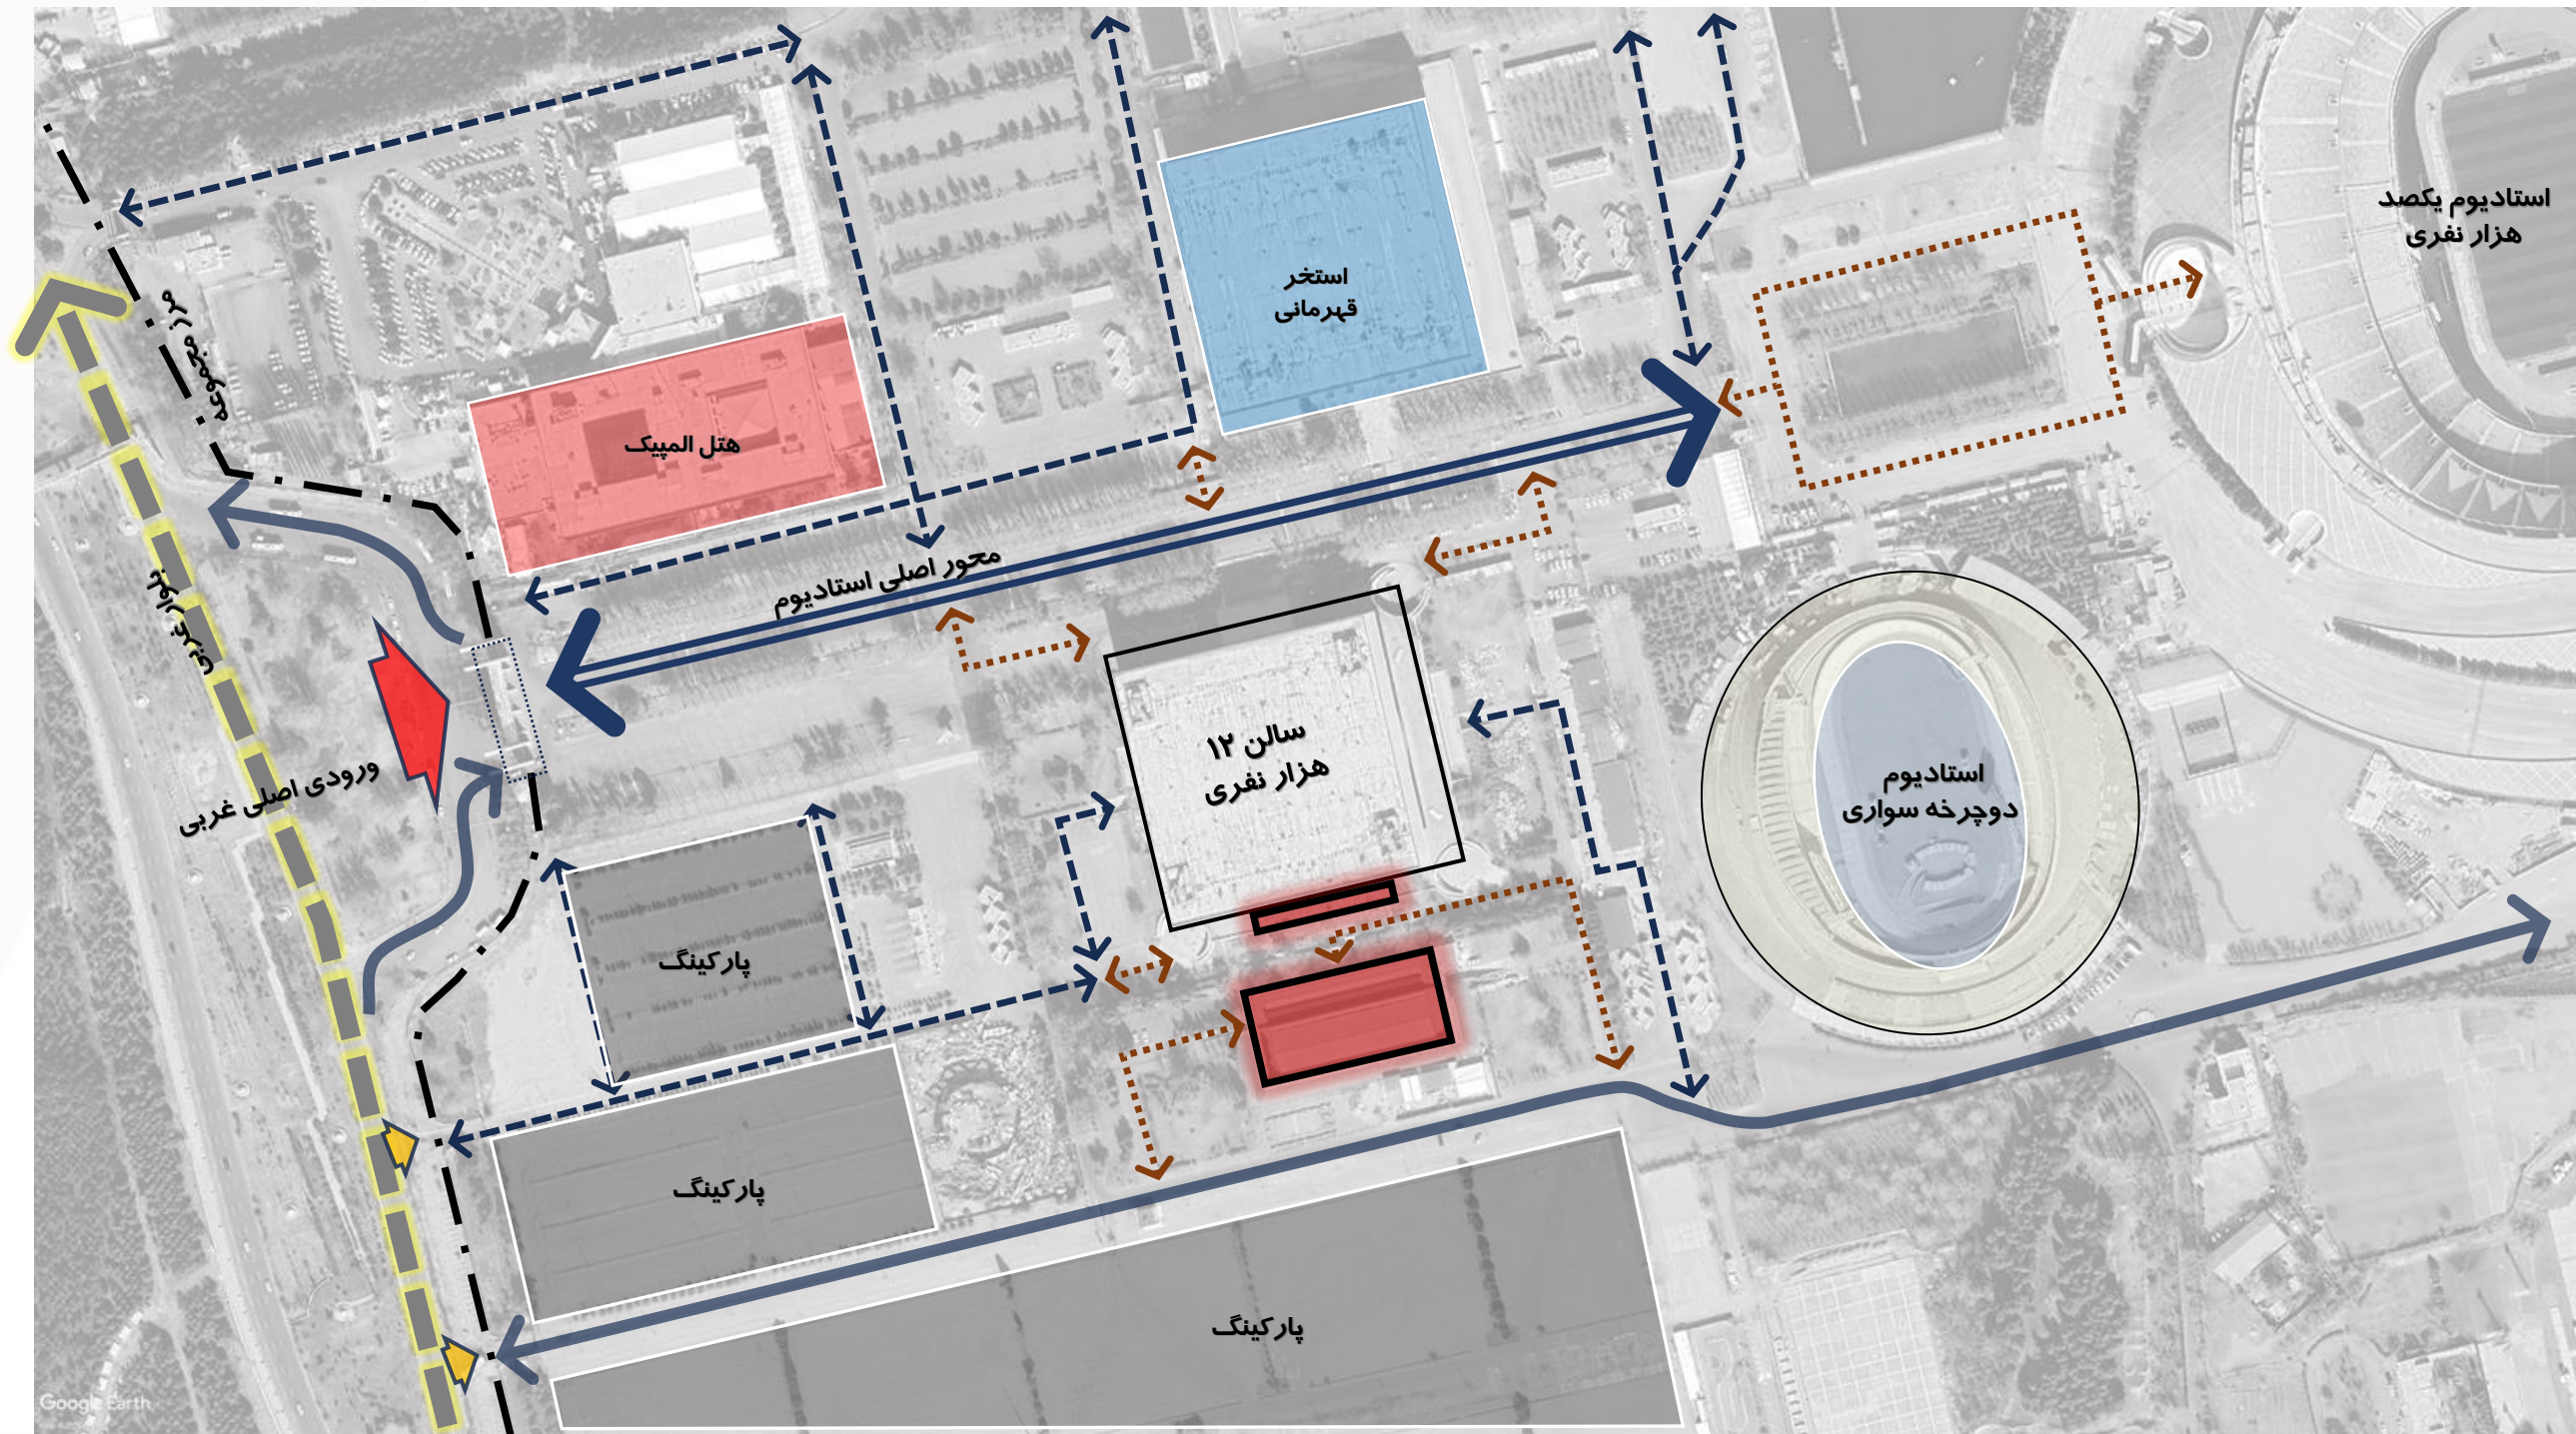 استادیوم یکصد
هزار نفری
استخر
قهرمانی
مرز مجموعه
هتل المپیک
محور اصلی استادیوم
بلوار غربی
ورودی اصلی غربی
سالن ۱۲
هزار نفری
استادیوم
دوچرخه سواری
پارکینگ
پارکینگ
پارکینگ
Google Earth